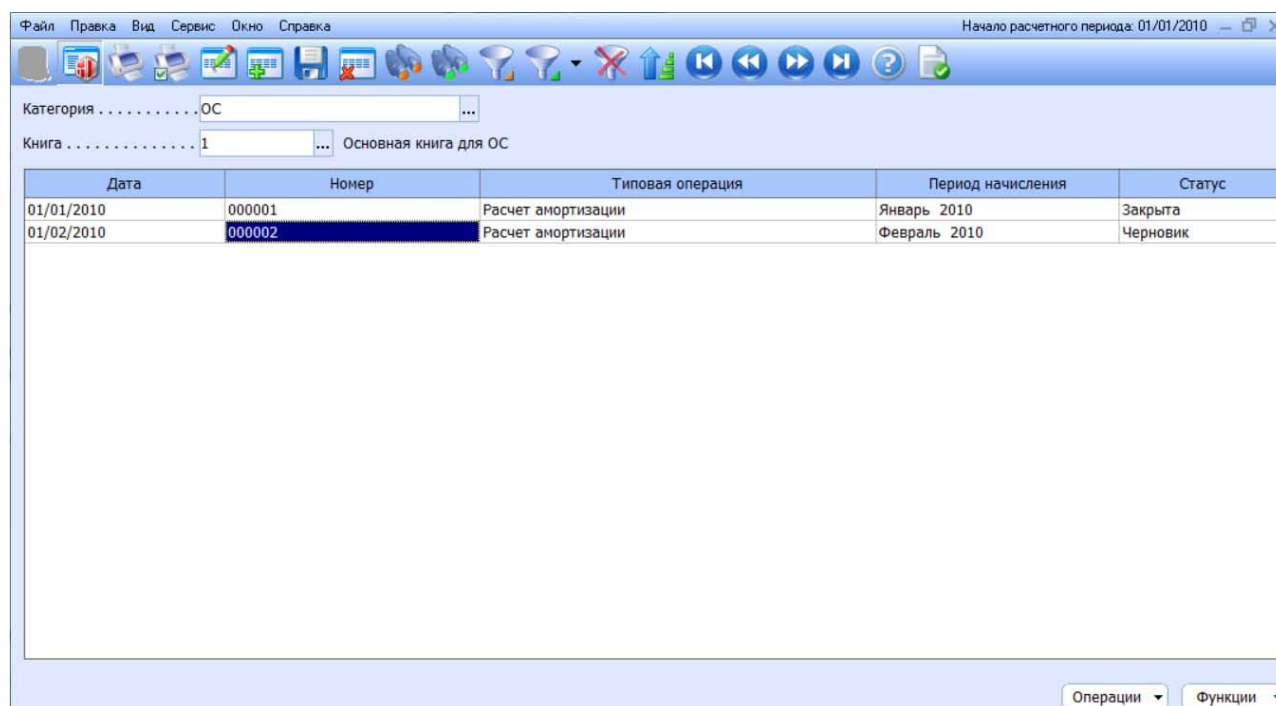 Файл Правка Вид Сервис Окно Справка Начало расчетного периода: 01/01/2010
Категория . . . . . . . . . . . ОС ...
Книга . . . . . . . . . . . . . . 1 ... Основная книга для ОС
Дата Номер Типовая операция Период начисления Статус
01/01/2010 000001 Расчет амортизации Январь 2010 Закрыта
01/02/2010 000002 Расчет амортизации Февраль 2010 Черновик
Операции Функции